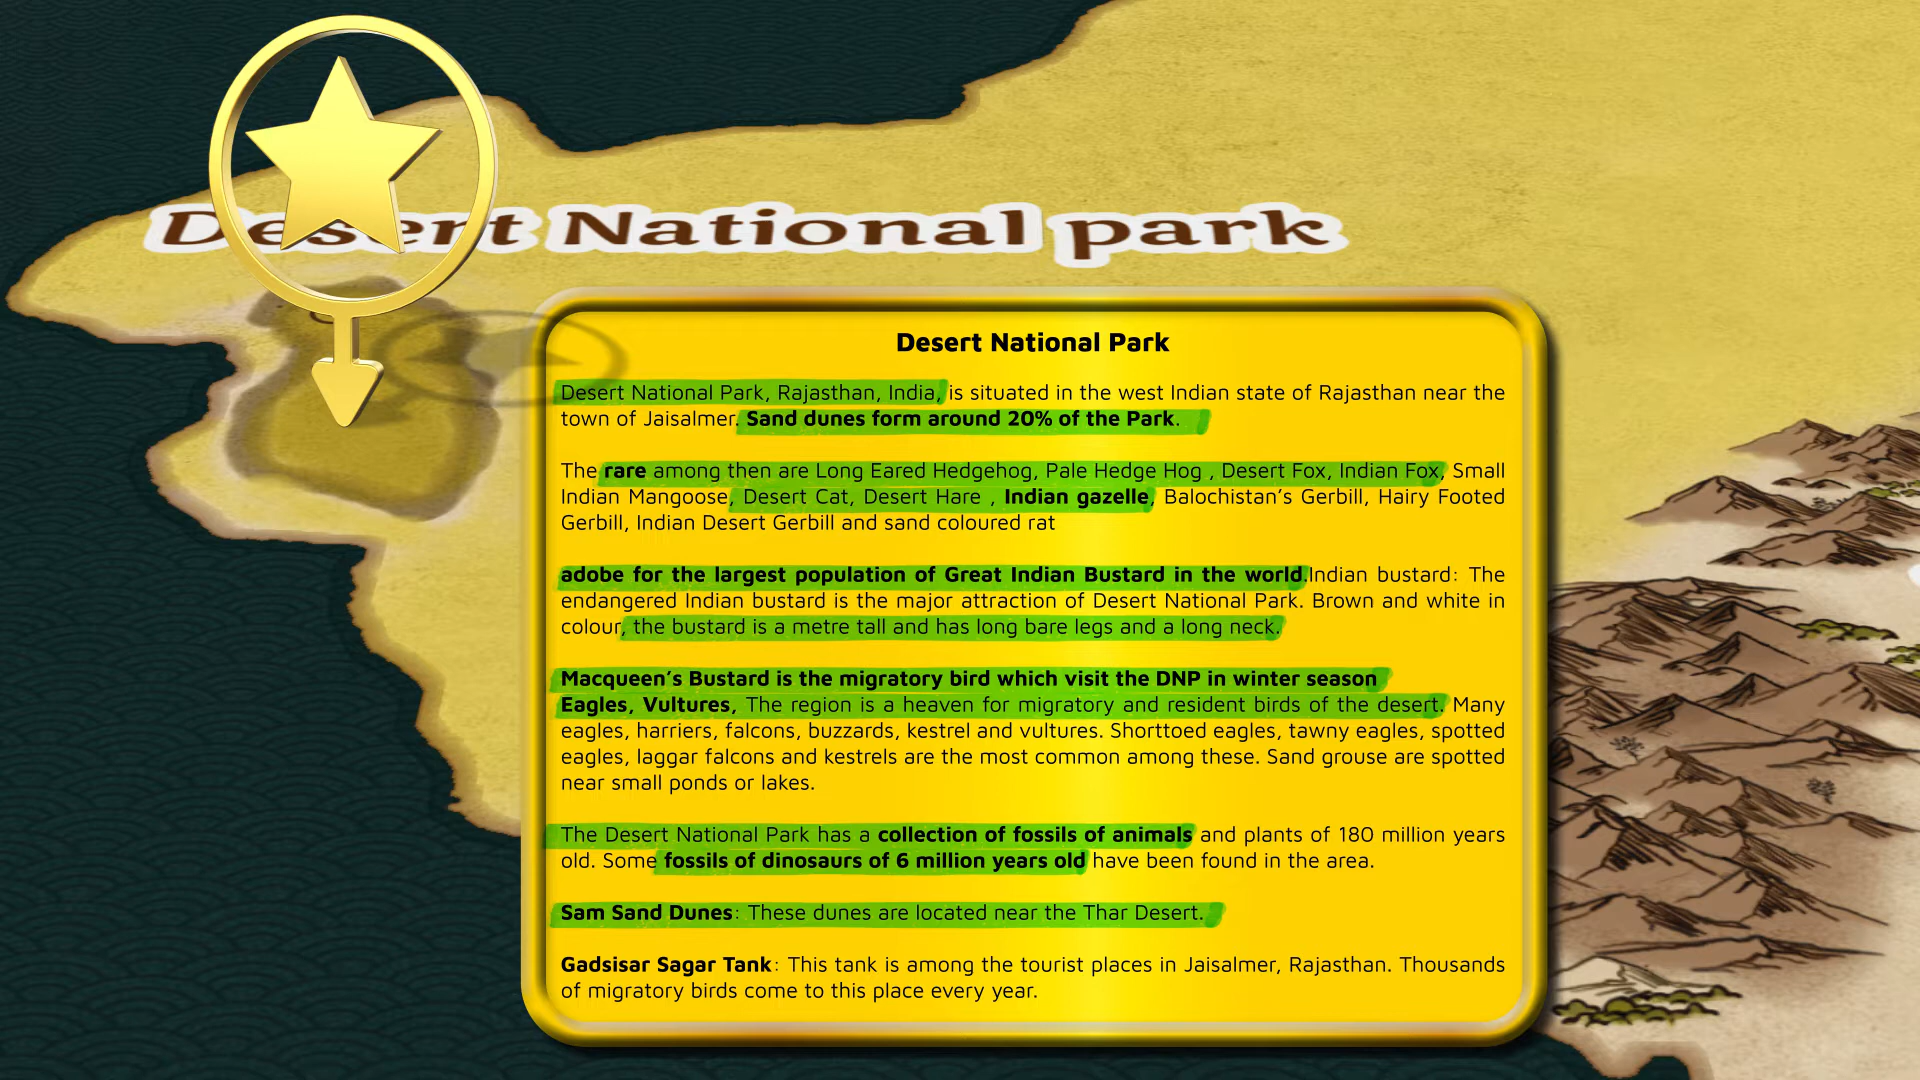 Desert National park
Desert National Park
Desert National Park, Rajasthan, India, is situated in the west Indian state of Rajasthan near the
town of Jaisalmer. Sand dunes form around 20% of the Park.
The rare among then are Long Eared Hedgehog, Pale Hedge Hog , Desert Fox, Indian Fox, Small
Indian Mangoose, Desert Cat, Desert Hare , Indian gazelle, Balochistan’s Gerbill, Hairy Footed
Gerbill, Indian Desert Gerbill and sand coloured rat
adobe for the largest population of Great Indian Bustard in the world.Indian bustard: The
endangered Indian bustard is the major attraction of Desert National Park. Brown and white in
colour, the bustard is a metre tall and has long bare legs and a long neck.
Macqueen’s Bustard is the migratory bird which visit the DNP in winter season
Eagles, Vultures, The region is a heaven for migratory and resident birds of the desert. Many
eagles, harriers, falcons, buzzards, kestrel and vultures. Shorttoed eagles, tawny eagles, spotted
eagles, laggar falcons and kestrels are the most common among these. Sand grouse are spotted
near small ponds or lakes.
The Desert National Park has a collection of fossils of animals and plants of 180 million years
old. Some fossils of dinosaurs of 6 million years old have been found in the area.
Sam Sand Dunes: These dunes are located near the Thar Desert.
Gadsisar Sagar Tank: This tank is among the tourist places in Jaisalmer, Rajasthan. Thousands
of migratory birds come to this place every year.